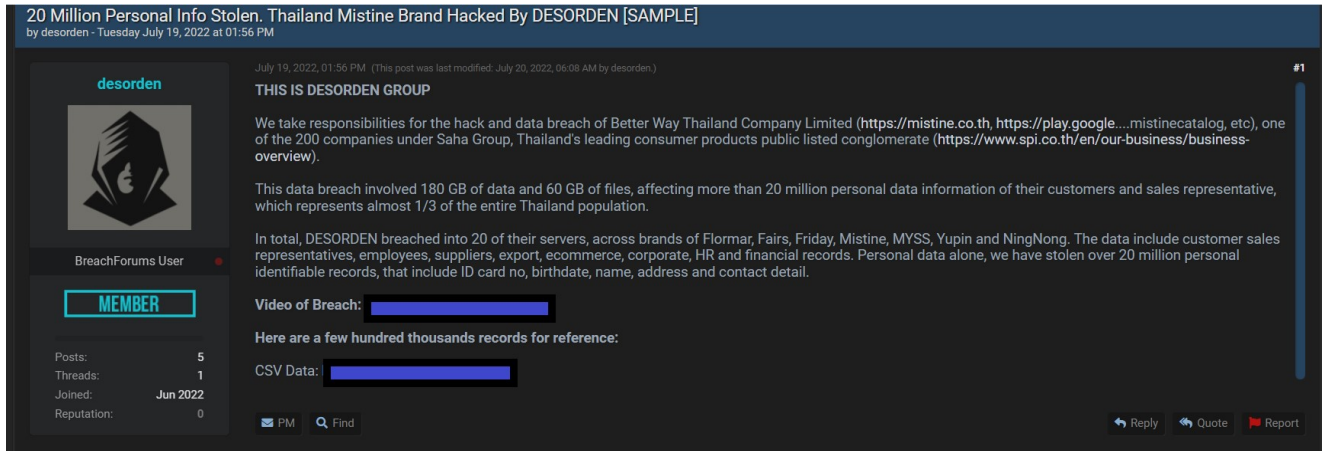 20 Million Personal Info Stolen. Thailand Mistine Brand Hacked By DESORDEN [SAMPLE]
by desorden - Tuesday July 19, 2022 at 01:56 PM
desorden
BreachForums User
MEMBER
Posts: 5
Threads: 1
Joined: Jun 2022
Reputation: 0
July 19, 2022, 01:56 PM (This post was last modified: July 20, 2022, 06:08 AM by desorden.)
#1
THIS IS DESORDEN GROUP
We take responsibilities for the hack and data breach of Better Way Thailand Company Limited (https://mistine.co.th, https://play.google....mistinecatalog, etc), one
of the 200 companies under Saha Group, Thailand's leading consumer products public listed conglomerate (https://www.spi.co.th/en/our-business/business-
overview).
This data breach involved 180 GB of data and 60 GB of files, affecting more than 20 million personal data information of their customers and sales representative,
which represents almost 1/3 of the entire Thailand population.
In total, DESORDEN breached into 20 of their servers, across brands of Flormar, Fairs, Friday, Mistine, MYSS, Yupin and NingNong. The data include customer sales
representatives, employees, suppliers, export, ecommerce, corporate, HR and financial records. Personal data alone, we have stolen over 20 million personal
identifiable records, that include ID card no, birthdate, name, address and contact detail.
Video of Breach:
Here are a few hundred thousands records for reference:
CSV Data:
PM Find
Reply Quote Report